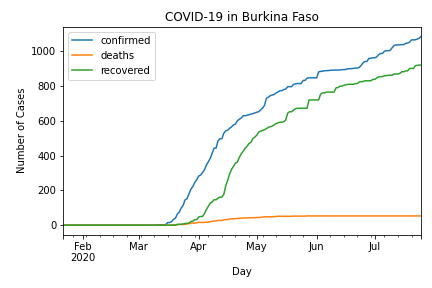 COVID-19 in Burkina Faso
confirmed
deaths
recovered
Number of Cases
1000
800
600
400
200
0
Feb Mar Apr May Jun Jul
2020
Day